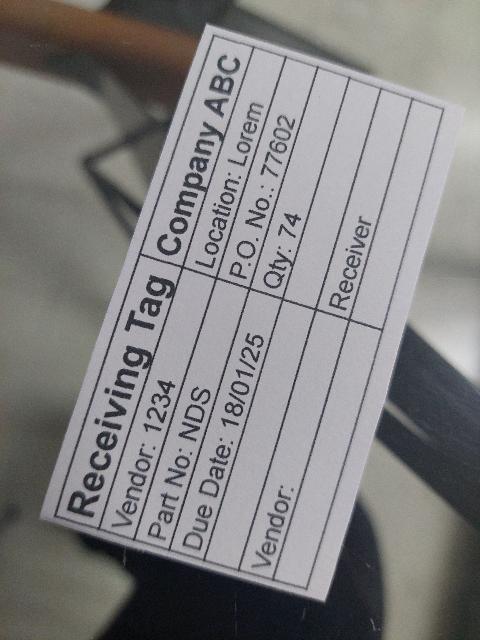 Receiving Tag Company ABC
Vendor: 1234 Location: Lorem
Part No: NDS P.O. No.: 77602
Due Date: 18/01/25 Qty: 74
Vendor: Receiver